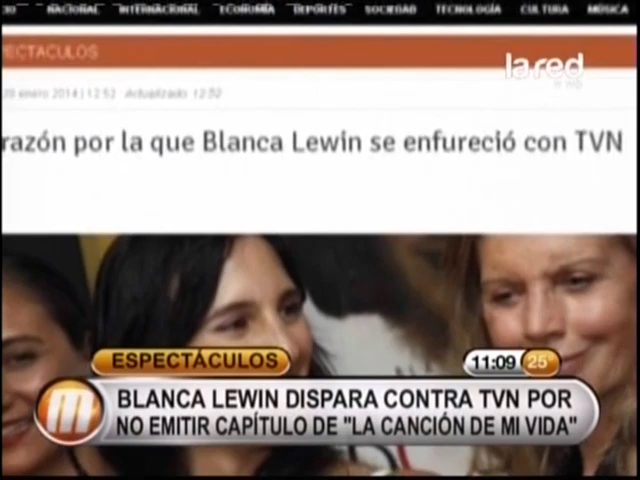 NACIONAL INTERNACIONAL ECONOMÍA DEPORTES SOCIEDAD TECNOLOGÍA CULTURA MÚSICA
PECTACULOS
la red
enero 2014 | 12:52 Actualizado 12:52
razón por la que Blanca Lewin se enfureció con TVN
ESPECTÁCULOS
11:09 25°
m
BLANCA LEWIN DISPARA CONTRA TVN POR
NO EMITIR CAPÍTULO DE "LA CANCIÓN DE MI VIDA"